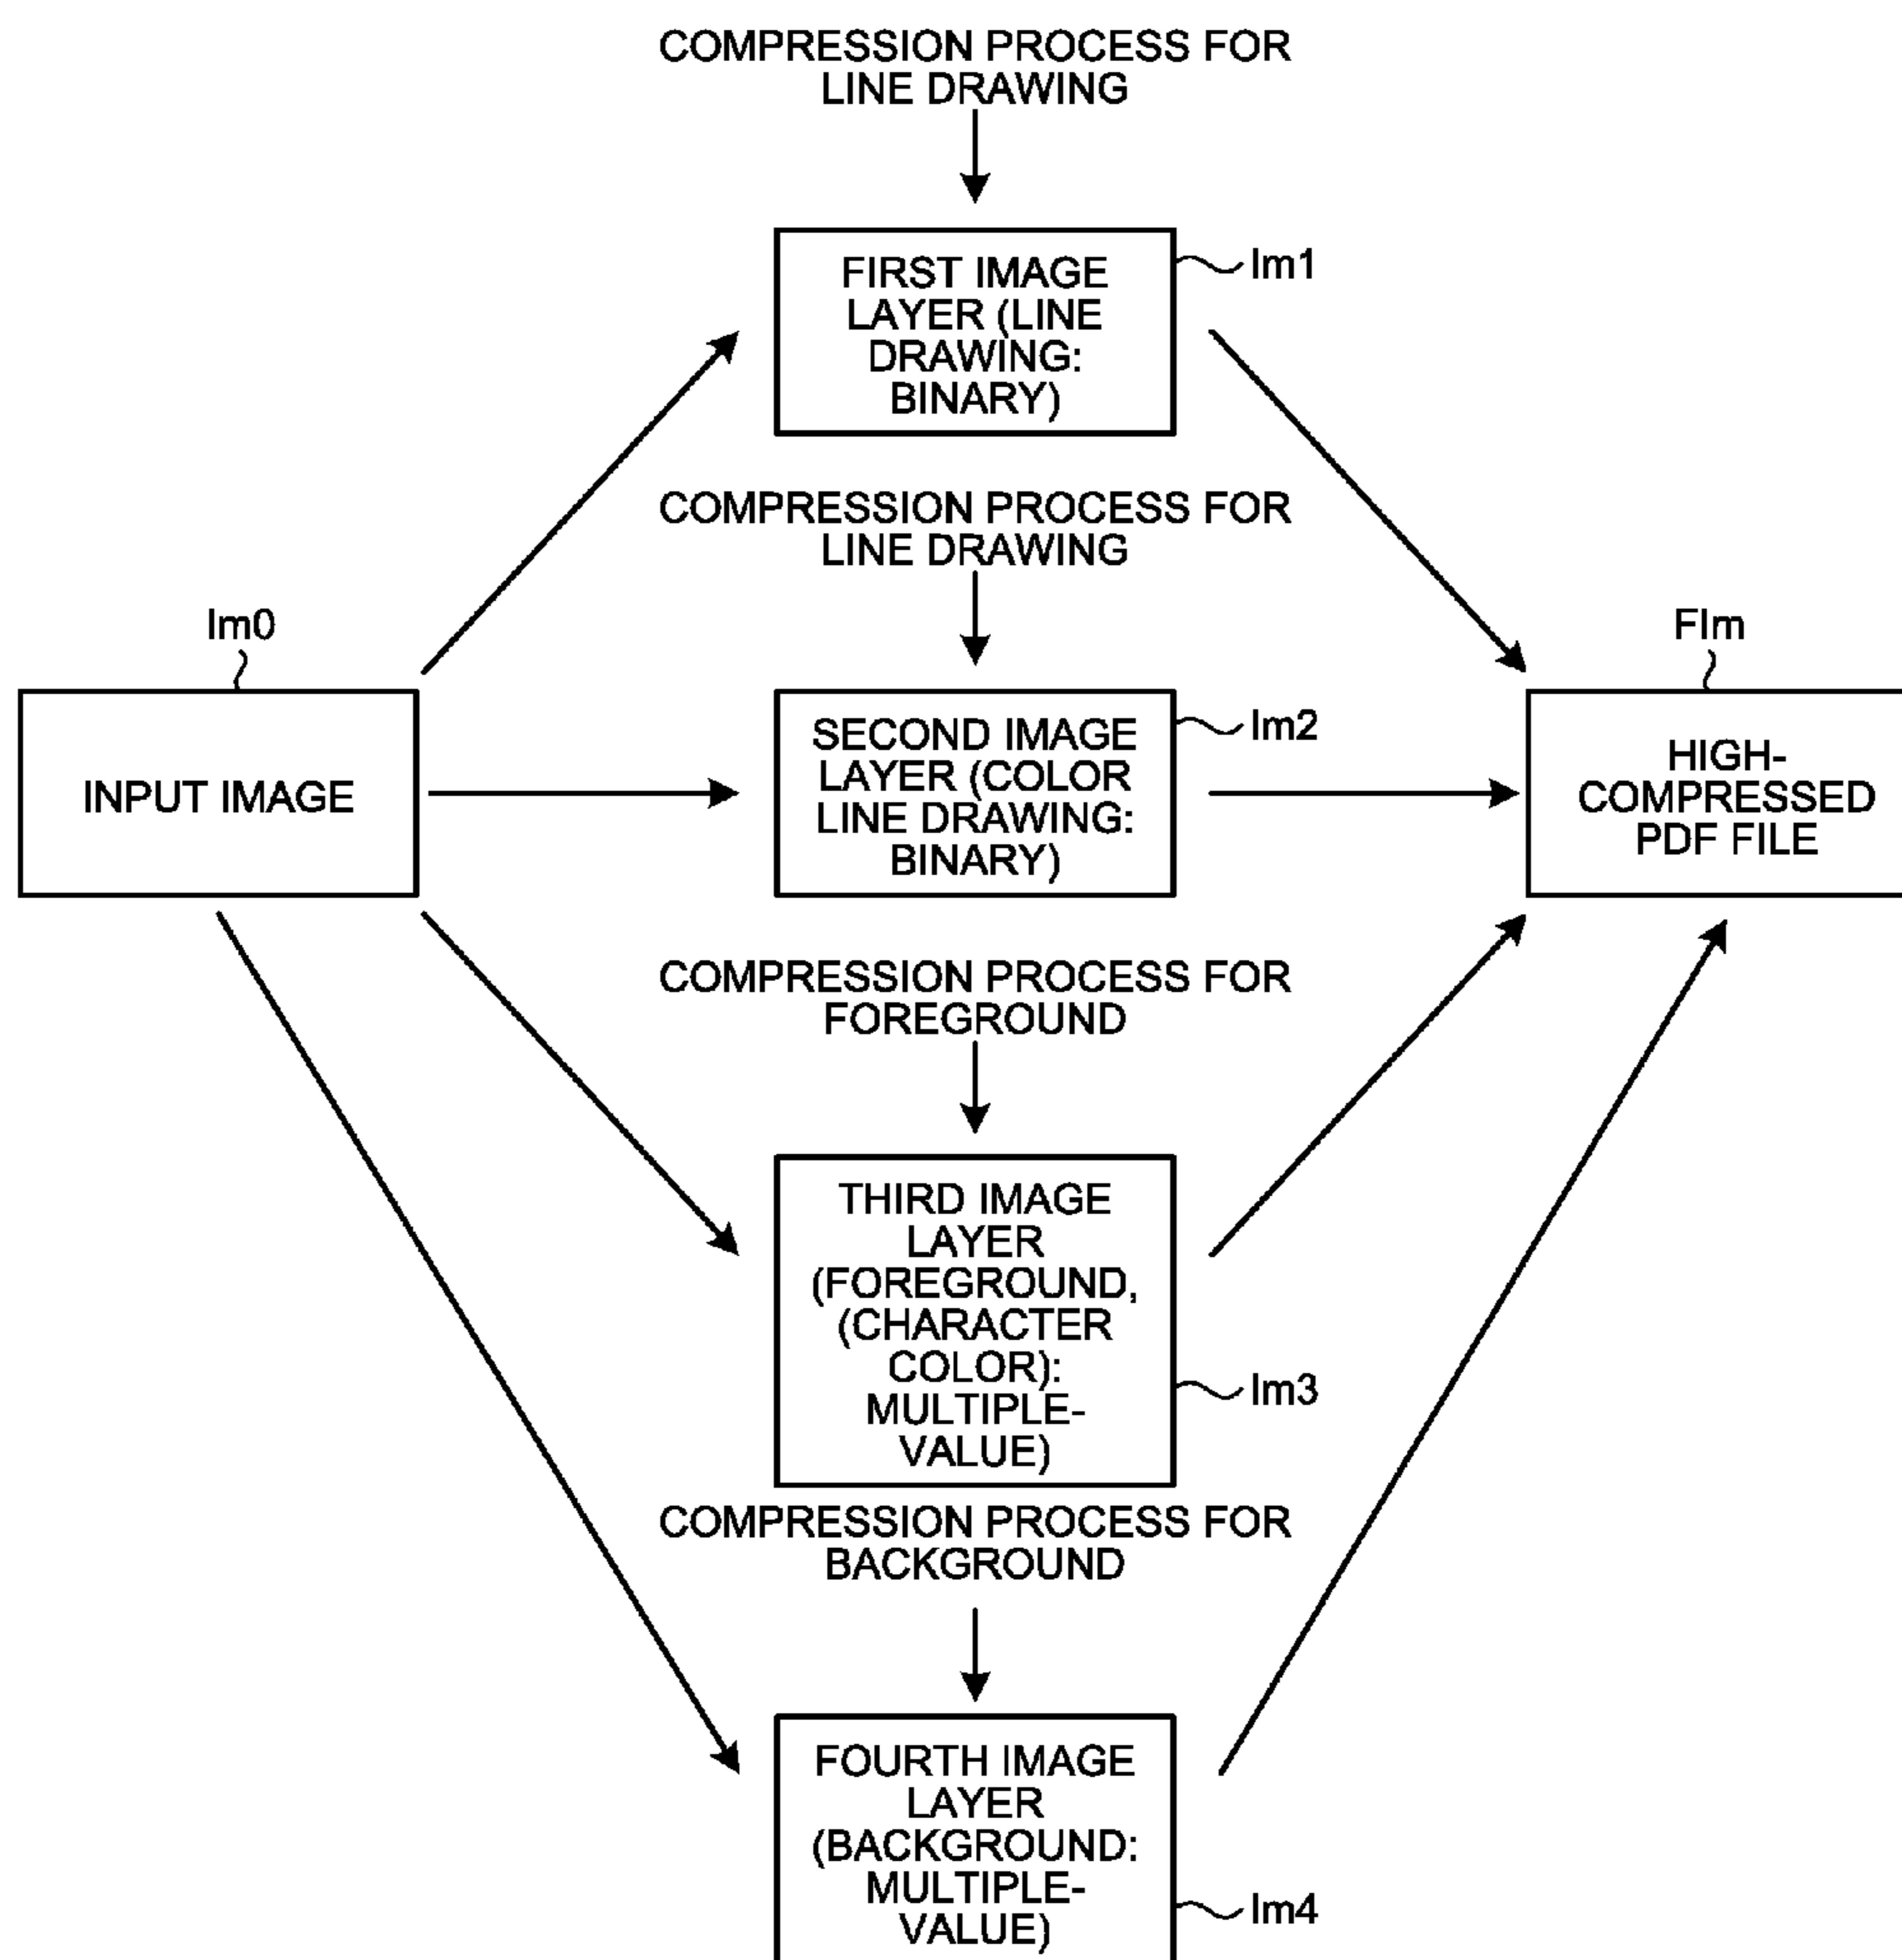 COMPRESSION PROCESS FOR
LINE DRAWING
FIRST IMAGE
LAYER (LINE
DRAWING:
BINARY)
Im1
COMPRESSION PROCESS FOR
LINE DRAWING
Im0
INPUT IMAGE
SECOND IMAGE
LAYER (COLOR
LINE DRAWING:
BINARY)
Im2
FIm
HIGH-
COMPRESSED
PDF FILE
COMPRESSION PROCESS FOR
FOREGROUND
THIRD IMAGE
LAYER
(FOREGROUND,
(CHARACTER
COLOR):
MULTIPLE-
VALUE)
Im3
COMPRESSION PROCESS FOR
BACKGROUND
FOURTH IMAGE
LAYER
(BACKGROUND:
MULTIPLE-
VALUE)
Im4